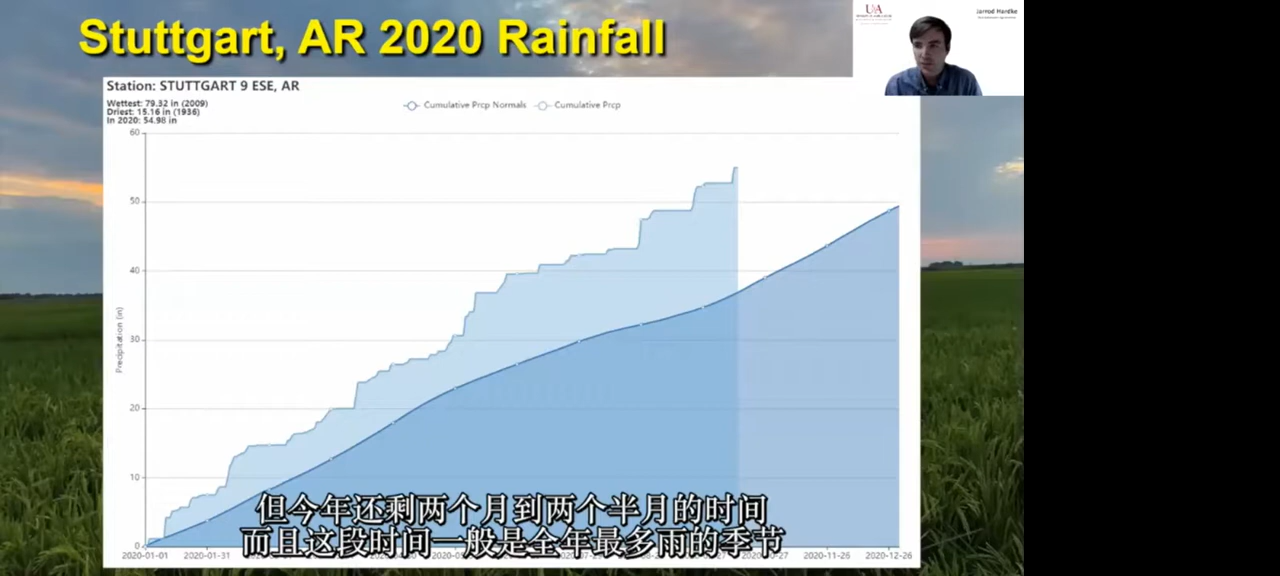 Stuttgart, AR 2020 Rainfall
Jarrod Hardke
Station: STUTTGART 9 ESE, AR
Wettest: 79.32 in (2009)
Driest: 15.16 in (1936)
In 2020: 54.98 in
Cumulative Prcp Normals
Cumulative Prcp
60
50
40
30
20
10
0
Precipitation (in)
但今年还剩两个月到两个半月的时间
而且这段时间一般是全年最多雨的季节
2020-01-01
2020-01-31
2020-11-26
2020-12-26